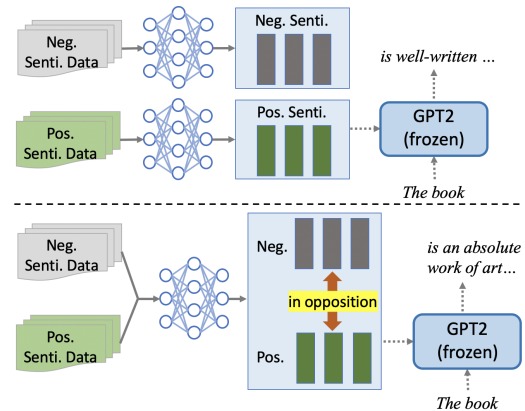 Neg.
Senti. Data
Neg. Senti.
is well-written ...
Pos.
Senti. Data
Pos. Senti.
GPT2
(frozen)
The book
Neg.
Senti. Data
Neg.
in opposition
Pos.
is an absolute
work of art...
Pos.
Senti. Data
GPT2
(frozen)
The book